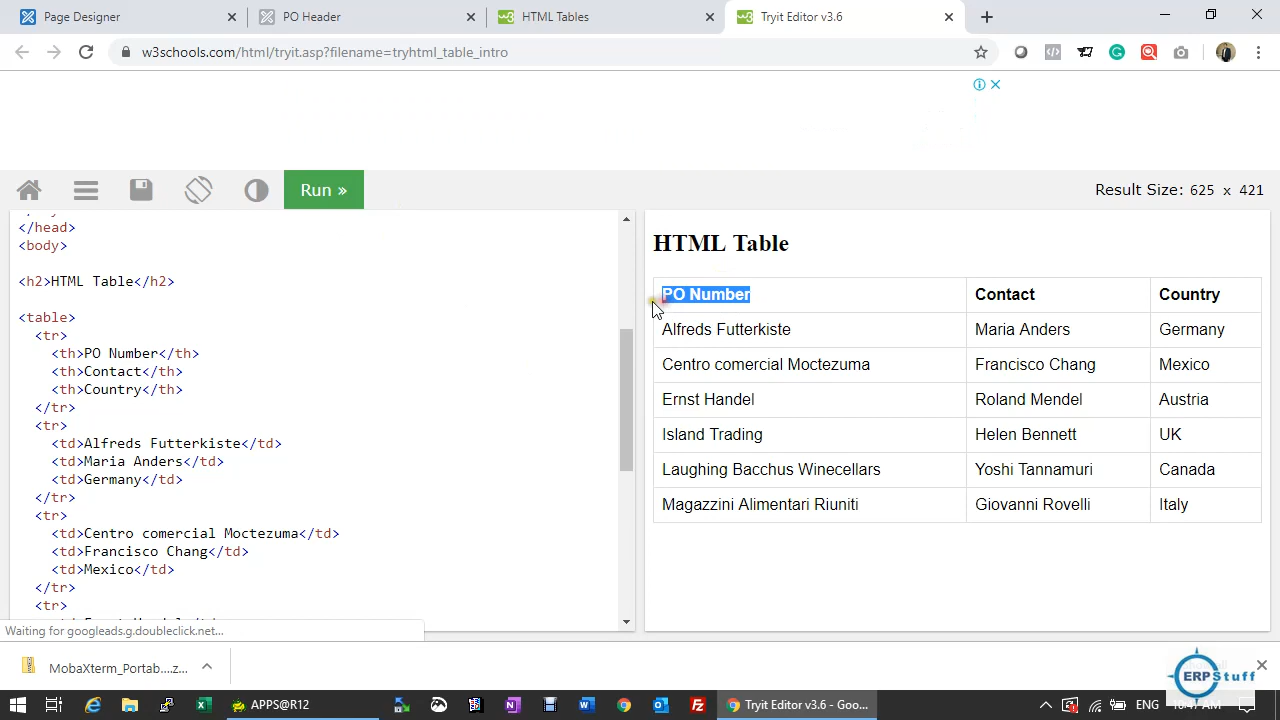 Page Designer
PO Header
HTML Tables
Tryit Editor v3.6
w3schools.com/html/tryit.asp?filename=tryhtml_table_intro
Run »
Result Size: 625 x 421
</head>
<body>
<h2>HTML Table</h2>
<table>
<tr>
<th>PO Number</th>
<th>Contact</th>
<th>Country</th>
</tr>
<tr>
<td>Alfreds Futterkiste</td>
<td>Maria Anders</td>
<td>Germany</td>
</tr>
<tr>
<td>Centro comercial Moctezuma</td>
<td>Francisco Chang</td>
<td>Mexico</td>
</tr>
<tr>
HTML Table
PO Number Contact Country
Alfreds Futterkiste Maria Anders Germany
Centro comercial Moctezuma Francisco Chang Mexico
Ernst Handel Roland Mendel Austria
Island Trading Helen Bennett UK
Laughing Bacchus Winecellars Yoshi Tannamuri Canada
Magazzini Alimentari Riuniti Giovanni Rovelli Italy
Waiting for googleads.g.doubleclick.net...
MobaXterm_Portab....z...
ERPStuff
APPS@R12
Tryit Editor v3.6 - Goo...
ENG